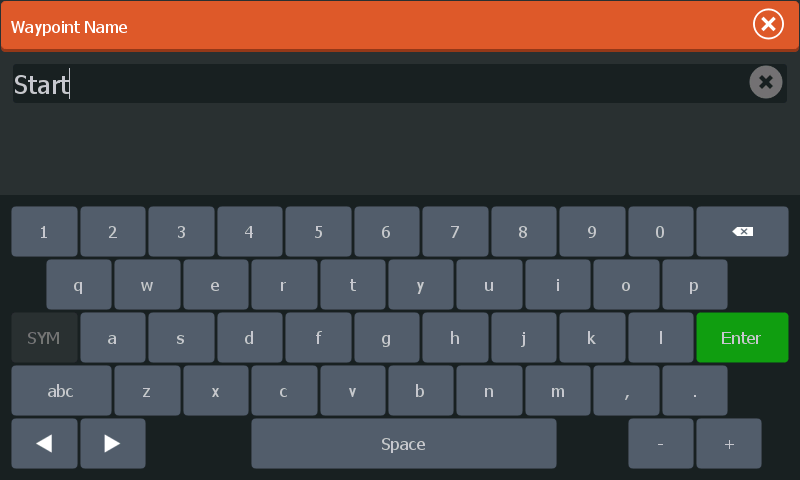 Waypoint Name
Start
1 2 3 4 5 6 7 8 9 0
q w e r t y u i o p
SYM a s d f g h j k l Enter
abc z x c v b n m , .
Space - +